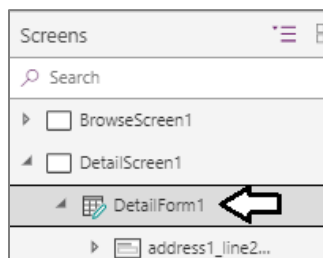 Screens
Search
BrowseScreen1
DetailScreen1
DetailForm1
address1_line2...